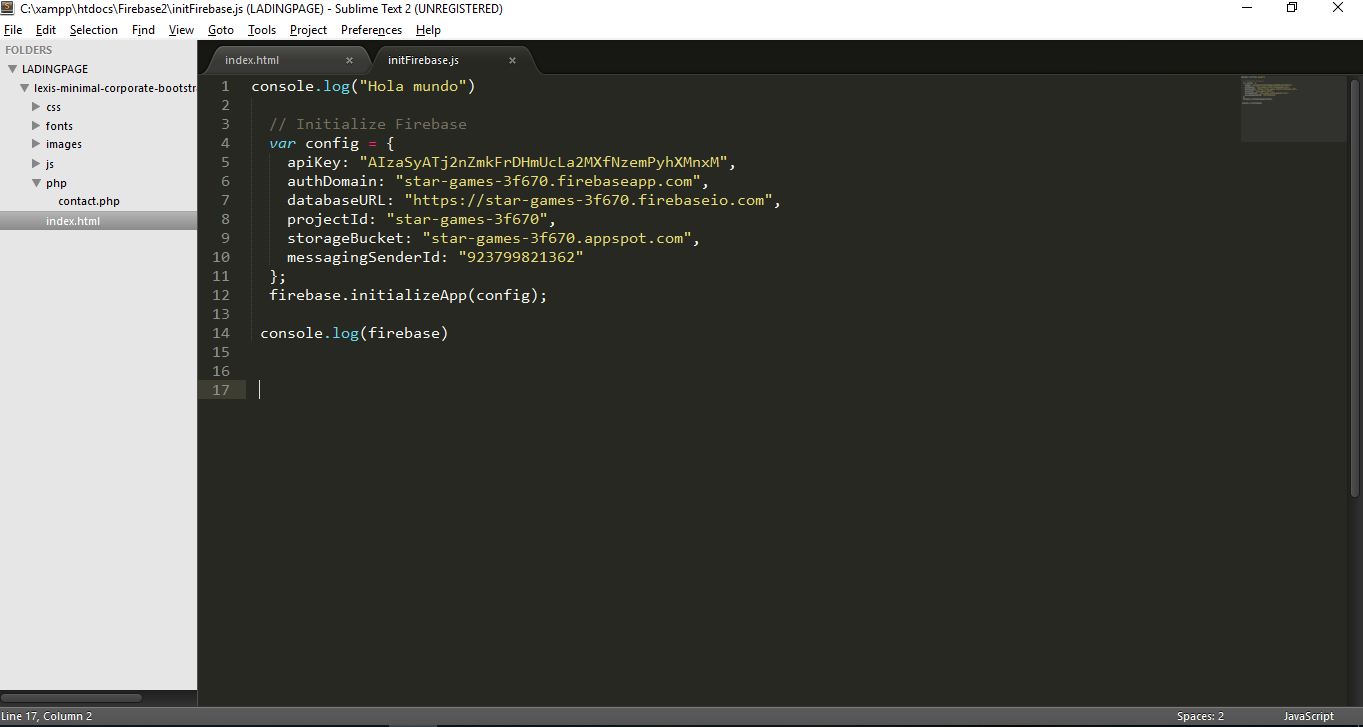 C:\xampp\htdocs\Firebase2\initFirebase.js (LADINGPAGE) - Sublime Text 2 (UNREGISTERED)
File Edit Selection Find View Goto Tools Project Preferences Help
FOLDERS
LADINGPAGE
lexis-minimal-corporate-bootstr
css
fonts
images
js
php
contact.php
index.html
index.html × initFirebase.js ×
1 console.log("Hola mundo")
2
3 // Initialize Firebase
4 var config = {
5 apiKey: "AIzaSyATj2nZmkFrDHmUcLa2MXfNzemPyhXMnxM",
6 authDomain: "star-games-3f670.firebaseapp.com",
7 databaseURL: "https://star-games-3f670.firebaseio.com",
8 projectId: "star-games-3f670",
9 storageBucket: "star-games-3f670.appspot.com",
10 messagingSenderId: "923799821362"
11 };
12 firebase.initializeApp(config);
13
14 console.log(firebase)
15
16
17
Line 17, Column 2 Spaces: 2 JavaScript